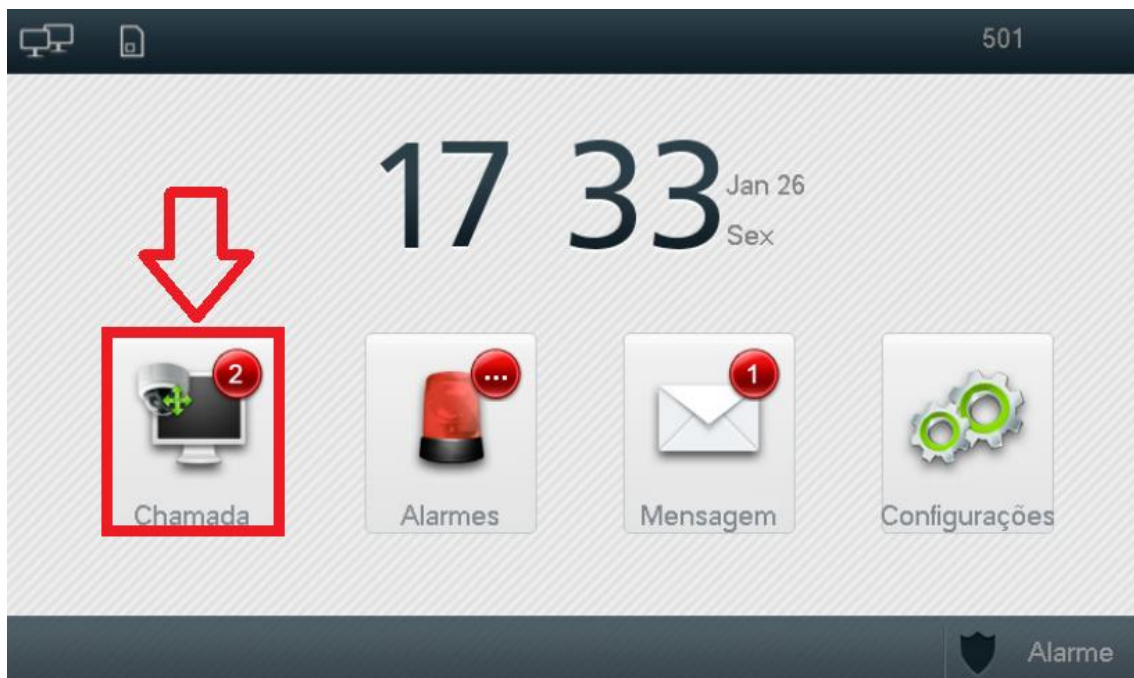 501
17 33
Jan 26
Sex
2
...
1
Chamada
Alarmes
Mensagem
Configurações
Alarme